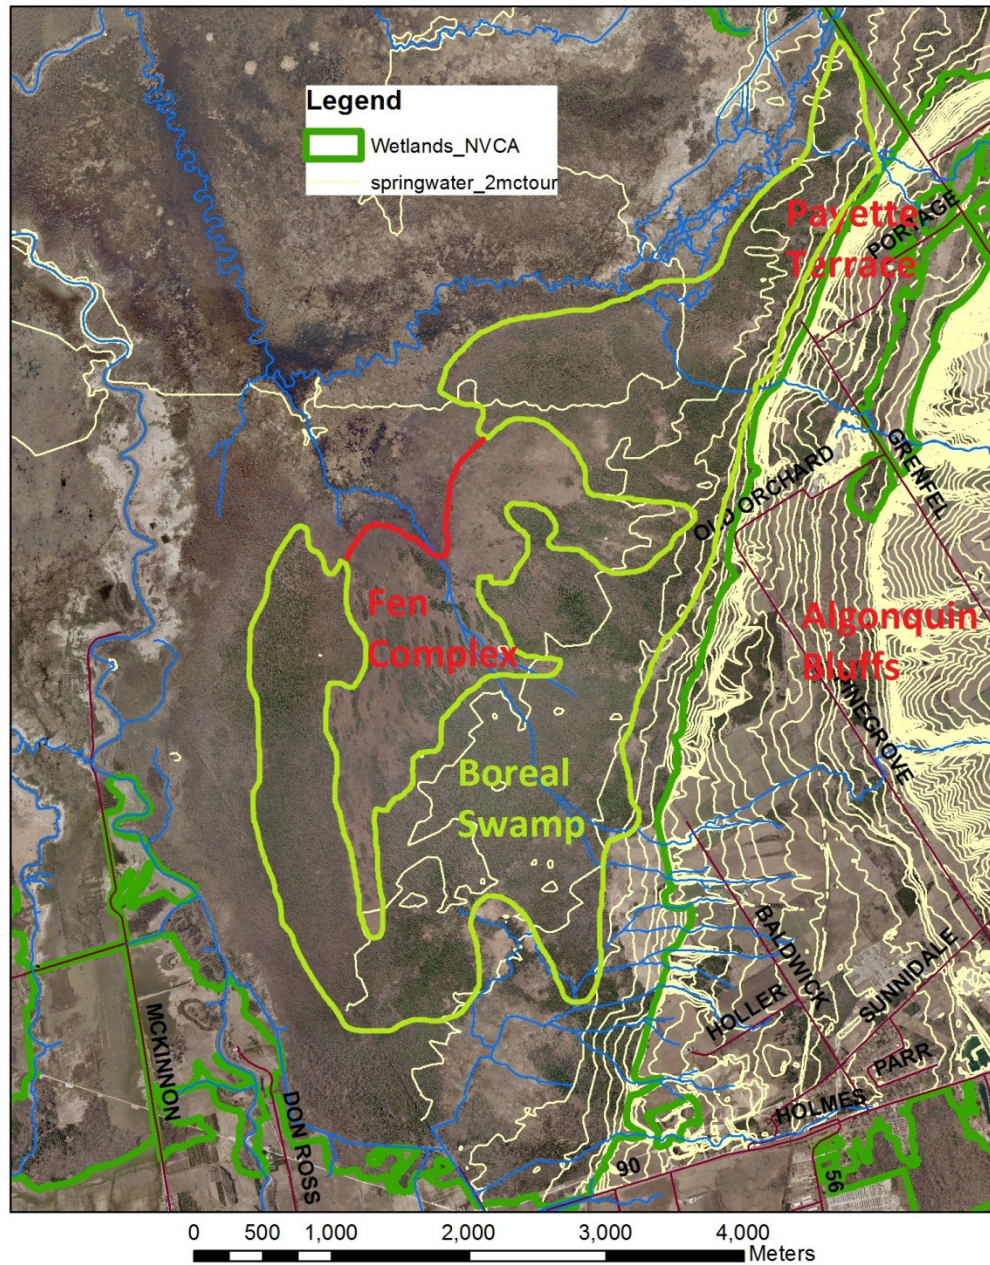 Legend
Wetlands_NVCA
springwater_2mctour
Payette
Terrace
PORTAGE
GRENFEL
OLD ORCHARD
Fen
Complex
Algonquin
Bluffs
PINEGROVE
Boreal
Swamp
BALDWICK
SUNNIDALE
HOLLER
PARR
HOLMES
MCKINNON
DON ROSS
90
56
0 500 1,000 2,000 3,000 4,000
Meters